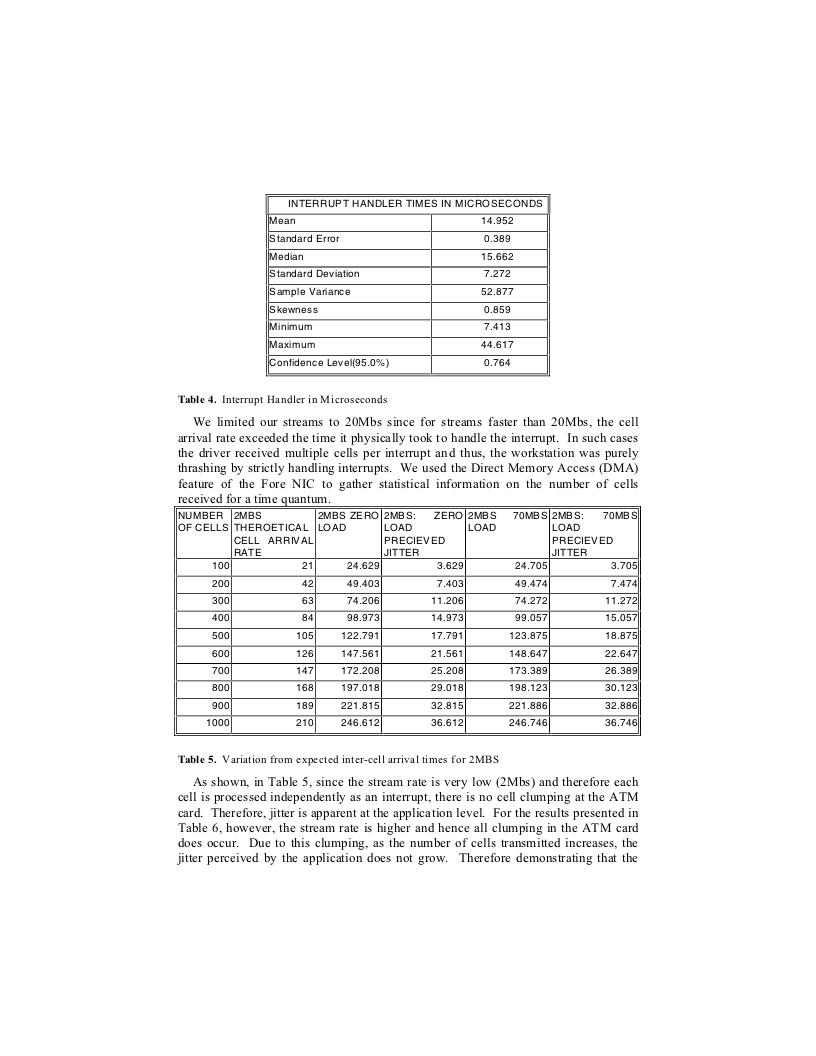 INTERRUPT HANDLER TIMES IN MICROSECONDS
Mean 14.952
Standard Error 0.389
Median 15.662
Standard Deviation 7.272
Sample Variance 52.877
Skewness 0.859
Minimum 7.413
Maximum 44.617
Confidence Level(95.0%) 0.764
Table 4. Interrupt Handler in Microseconds
We limited our streams to 20Mbs since for streams faster than 20Mbs, the cell
arrival rate exceeded the time it physically took to handle the interrupt. In such cases
the driver received multiple cells per interrupt and thus, the workstation was purely
thrashing by strictly handling interrupts. We used the Direct Memory Access (DMA)
feature of the Fore NIC to gather statistical information on the number of cells
received for a time quantum.
NUMBER 2MBS 2MBS ZERO 2MBS: ZERO 2MBS 70MBS 2MBS: 70MBS
OF CELLS THEROETICAL LOAD LOAD LOAD LOAD
CELL ARRIVAL PRECIEVED PRECIEVED
RATE JITTER JITTER
100 21 24.629 3.629 24.705 3.705
200 42 49.403 7.403 49.474 7.474
300 63 74.206 11.206 74.272 11.272
400 84 98.973 14.973 99.057 15.057
500 105 122.791 17.791 123.875 18.875
600 126 147.561 21.561 148.647 22.647
700 147 172.208 25.208 173.389 26.389
800 168 197.018 29.018 198.123 30.123
900 189 221.815 32.815 221.886 32.886
1000 210 246.612 36.612 246.746 36.746
Table 5. Variation from expected inter-cell arrival times for 2MBS
As shown, in Table 5, since the stream rate is very low (2Mbs) and therefore each
cell is processed independently as an interrupt, there is no cell clumping at the ATM
card. Therefore, jitter is apparent at the application level. For the results presented in
Table 6, however, the stream rate is higher and hence all clumping in the ATM card
does occur. Due to this clumping, as the number of cells transmitted increases, the
jitter perceived by the application does not grow. Therefore demonstrating that the